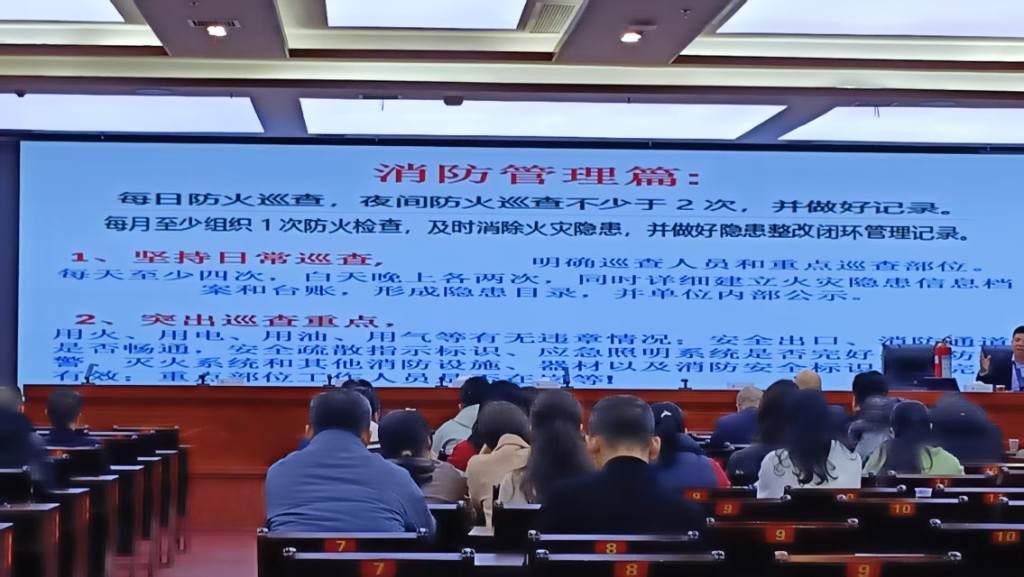 消防管理篇:
每日防火巡查，夜间防火巡查不少于2次，并做好记录。
每月至少组织1次防火检查，及时消除火灾隐患，并做好隐患整改闭环管理记录。
1、坚持日常巡查，明确巡查人员和重点巡查部位。
每天至少四次，白天晚上各两次，同时详细建立火灾隐患信息档
案和台账，形成隐患目录，并单位内部公示。
2、突出巡查重点，
用火、用电、用油、用气等有无违章情况；安全出口、消防通道
是否畅通，安全疏散指示标识、应急照明系统是否完好
警、灭火系统和其他消防设施、器材以及消防安全标识
有效；重 部位
7
8
9
9
9
10
7
8
9
10